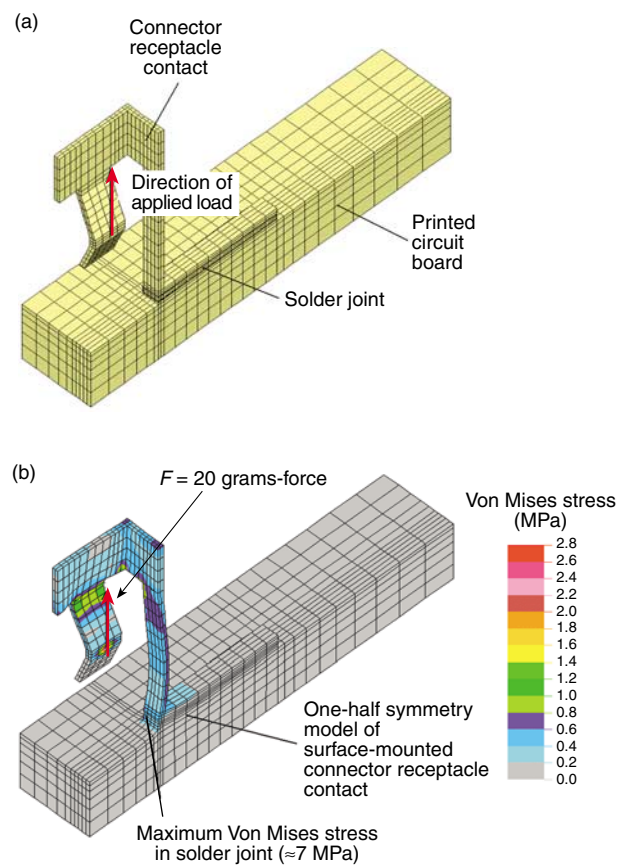 (a)
Connector
receptacle
contact
Direction of
applied load
Printed
circuit
board
Solder joint
(b)
F = 20 grams-force
Von Mises stress
(MPa)
2.8
2.6
2.4
2.2
2.0
1.8
1.6
1.4
1.2
1.0
0.8
0.6
0.4
0.2
0.0
One-half symmetry
model of
surface-mounted
connector receptacle
contact
Maximum Von Mises stress
in solder joint (≈7 MPa)